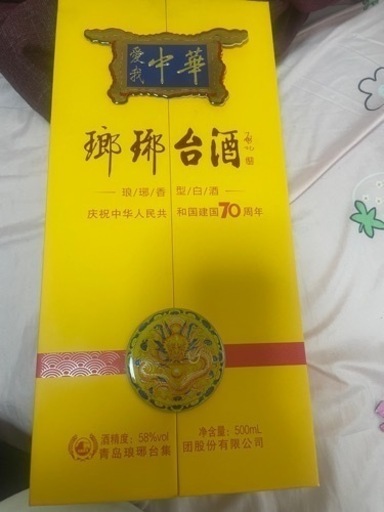 愛我
中華
瑯琊台酒
琅/琊/香型/白/酒
庆祝中华人民共和国建国70周年
酒精度：58%vol 净含量：500mL
青岛琅琊台集团股份有限公司